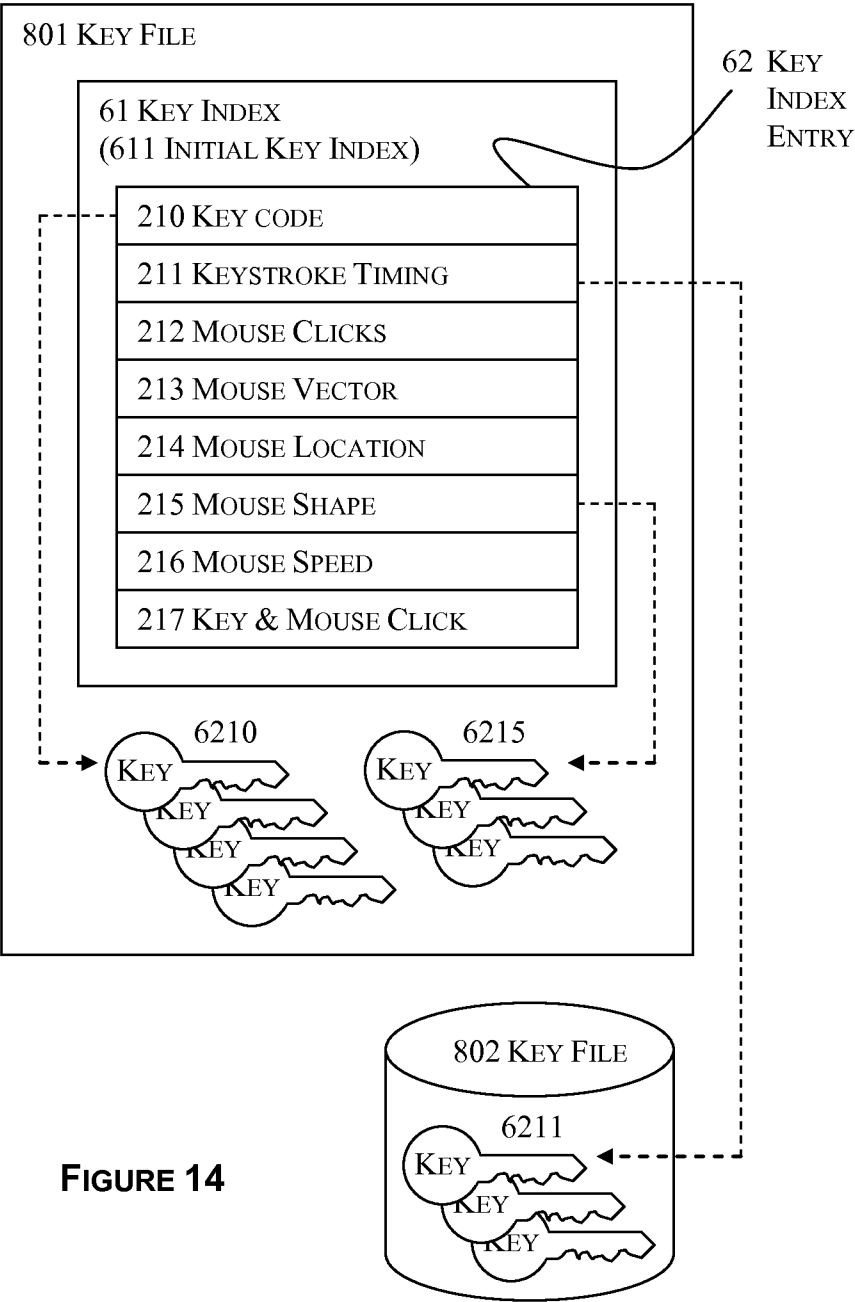 801 KEY FILE
61 KEY INDEX
(611 INITIAL KEY INDEX)
62 KEY
INDEX
ENTRY
210 KEY CODE
211 KEYSTROKE TIMING
212 MOUSE CLICKS
213 MOUSE VECTOR
214 MOUSE LOCATION
215 MOUSE SHAPE
216 MOUSE SPEED
217 KEY & MOUSE CLICK
6210
KEY
KEY
KEY
KEY
6215
KEY
KEY
KEY
802 KEY FILE
6211
KEY
KEY
KEY
FIGURE 14